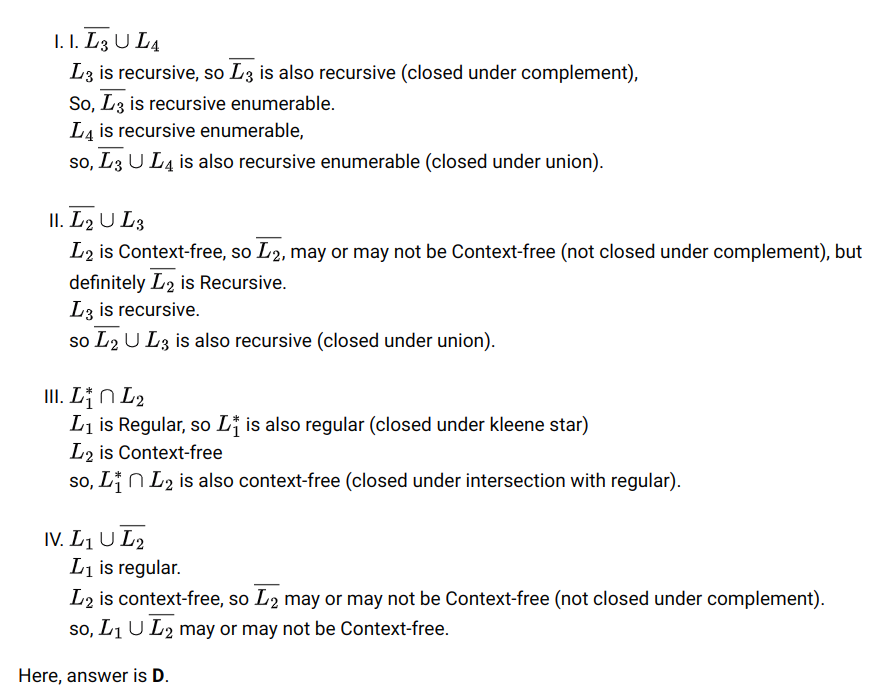 I. I. $\overline{L_3} \cup L_4$
$L_3$ is recursive, so $\overline{L_3}$ is also recursive (closed under complement),
So, $\overline{L_3}$ is recursive enumerable.
$L_4$ is recursive enumerable,
so, $\overline{L_3} \cup L_4$ is also recursive enumerable (closed under union).
II. $\overline{L_2} \cup L_3$
$L_2$ is Context-free, so $\overline{L_2}$, may or may not be Context-free (not closed under complement), but
definitely $\overline{L_2}$ is Recursive.
$L_3$ is recursive.
so $\overline{L_2} \cup L_3$ is also recursive (closed under union).
III. $L_1^* \cap L_2$
$L_1$ is Regular, so $L_1^*$ is also regular (closed under kleene star)
$L_2$ is Context-free
so, $L_1^* \cap L_2$ is also context-free (closed under intersection with regular).
IV. $L_1 \cup \overline{L_2}$
$L_1$ is regular.
$L_2$ is context-free, so $\overline{L_2}$ may or may not be Context-free (not closed under complement).
so, $L_1 \cup \overline{L_2}$ may or may not be Context-free.
Here, answer is D.